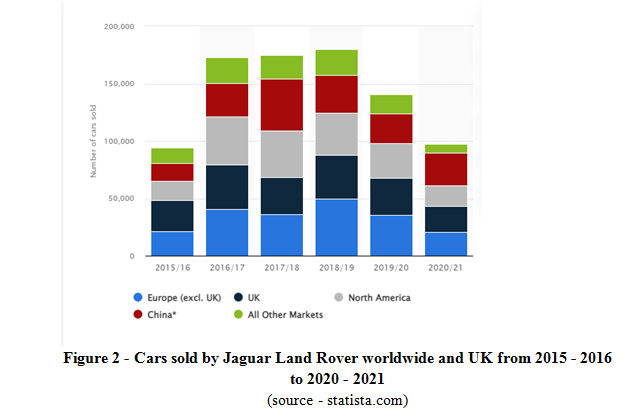 200,000
150,000
100,000
50,000
0
Number of cars sold
2015/16 2016/17 2017/18 2018/19 2019/20 2020/21
Europe (excl. UK) UK North America
China* All Other Markets
Figure 2 - Cars sold by Jaguar Land Rover worldwide and UK from 2015 - 2016
to 2020 - 2021
(source - statista.com)